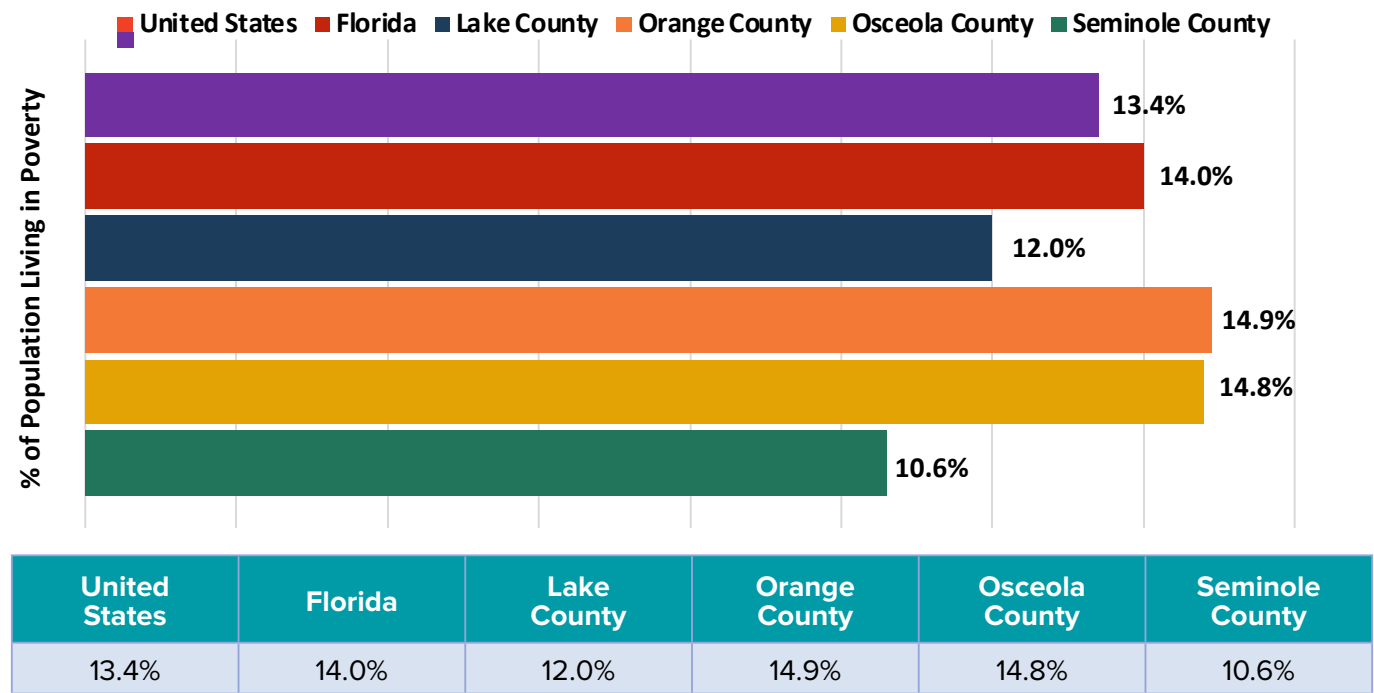 United States Florida Lake County Orange County Osceola County Seminole County
% of Population Living in Poverty
13.4%
14.0%
12.0%
14.9%
14.8%
10.6%
United States Florida Lake County Orange County Osceola County Seminole County
13.4% 14.0% 12.0% 14.9% 14.8% 10.6%